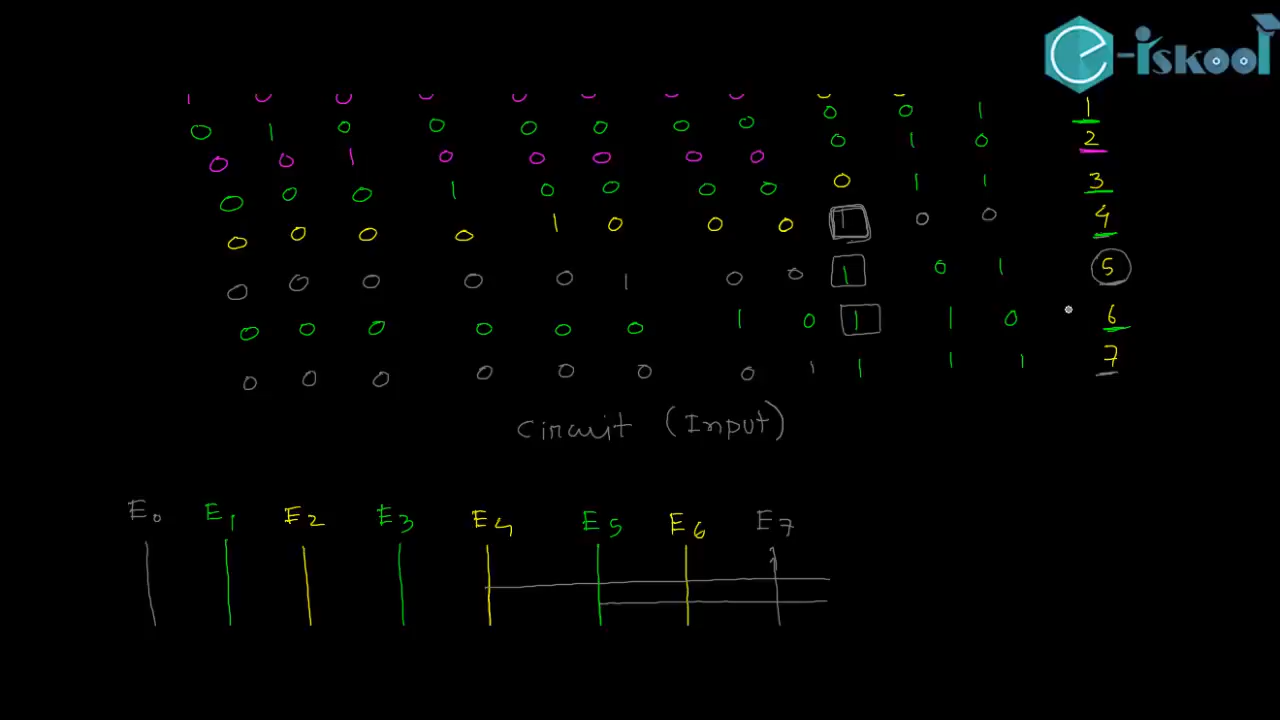 e-iskool
1 0 0 0 0 0 0 0 0 0
0 1 0 0 0 0 0 0 0 0 1 1
0 0 1 0 0 0 0 0 0 1 0 2
0 0 0 1 0 0 0 0 0 1 1 3
0 0 0 0 1 0 0 0 1 0 0 4
0 0 0 0 0 1 0 0 1 0 1 5
0 0 0 0 0 0 1 0 1 1 0 6
0 0 0 0 0 0 0 1 1 1 1 7
Circuit (Input)
E0 E1 E2 E3 E4 E5 E6 E7